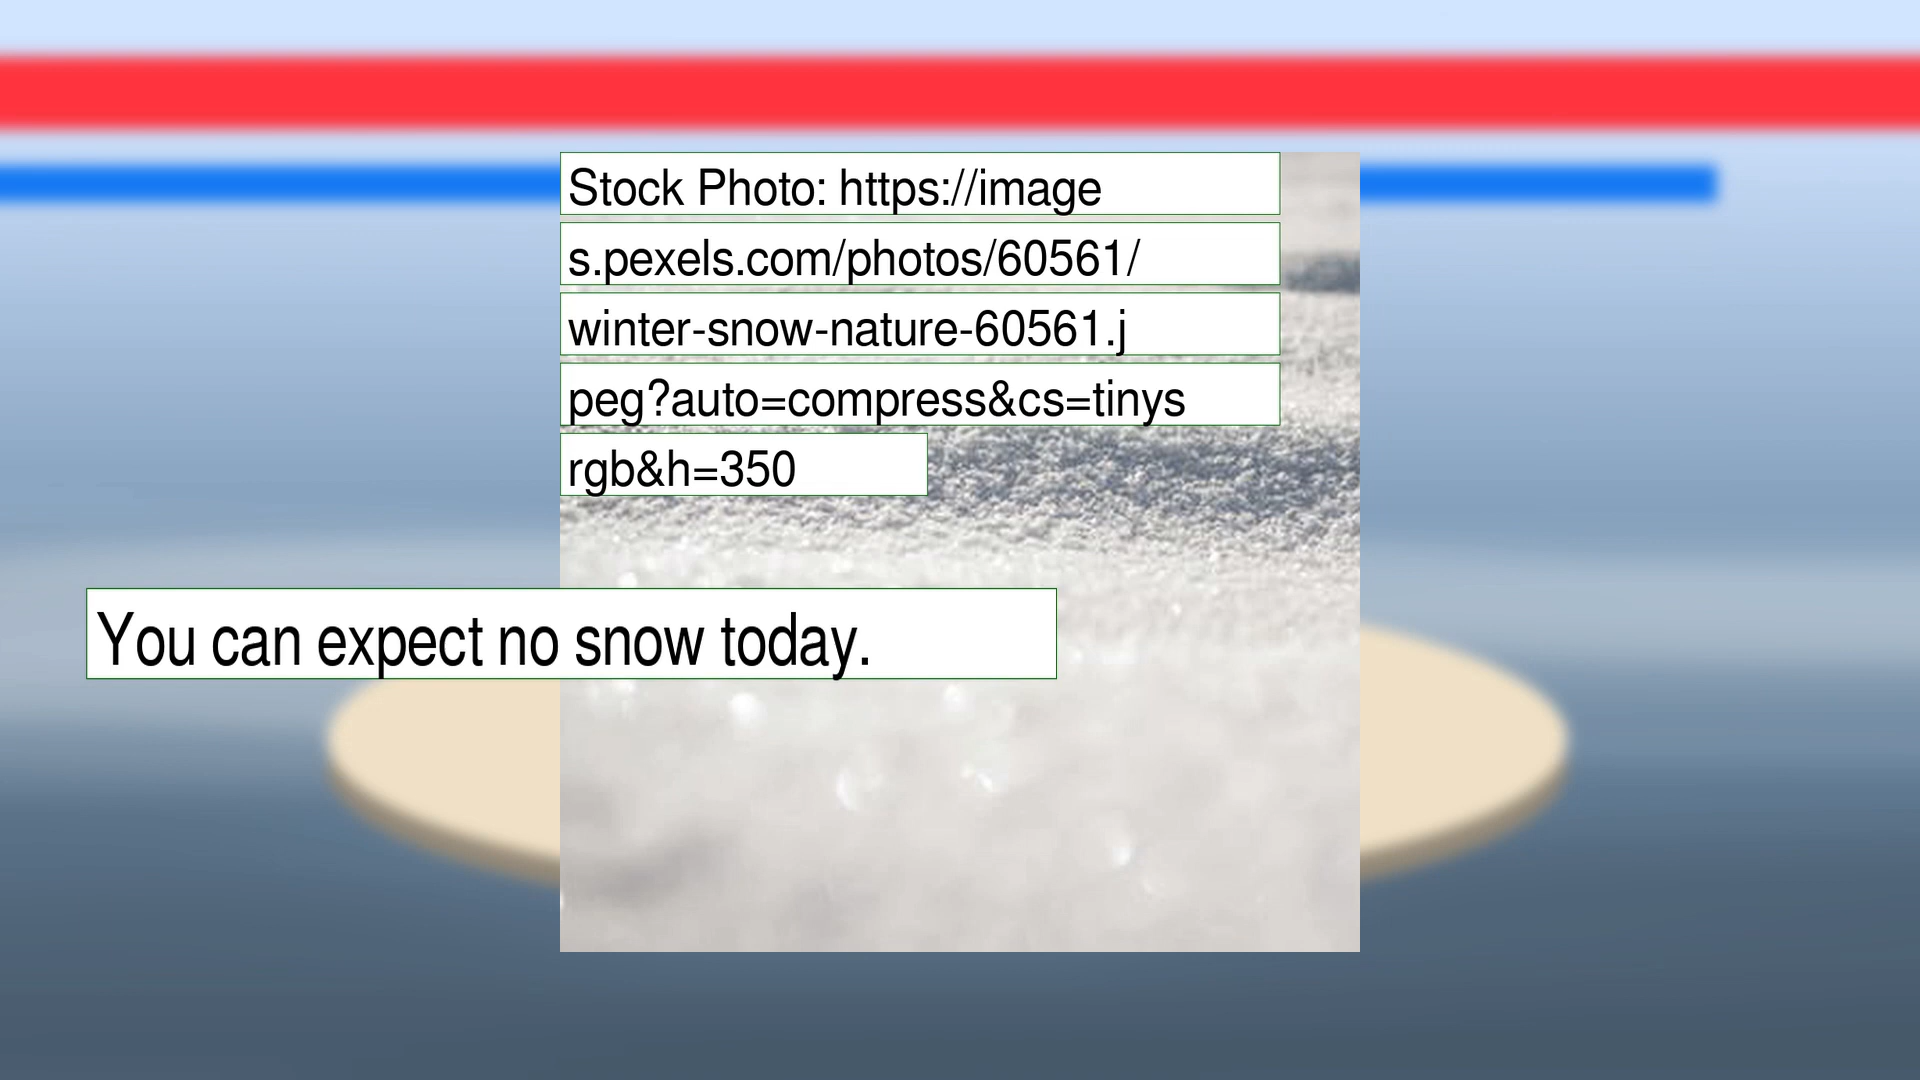 Stock Photo: https://image
s.pexels.com/photos/60561/
winter-snow-nature-60561.j
peg?auto=compress&cs=tinys
rgb&h=350
You can expect no snow today.